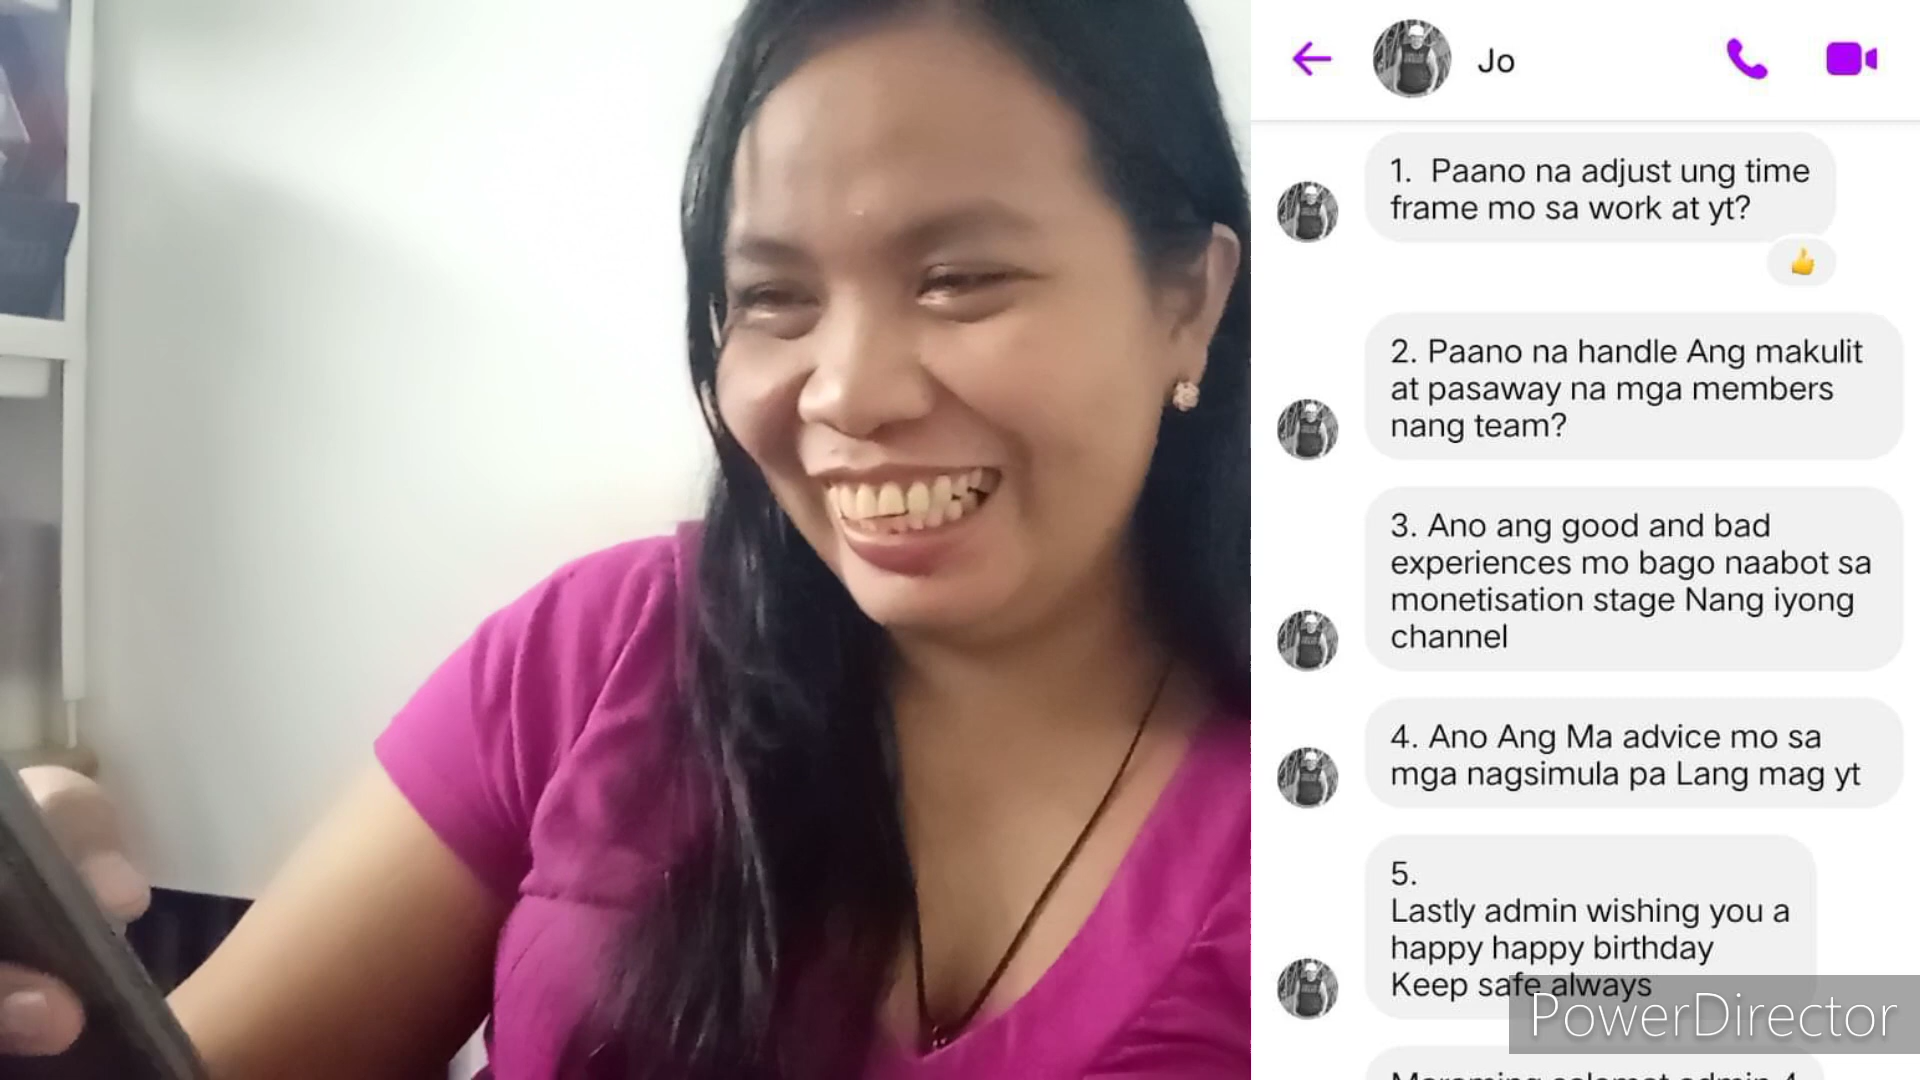 Jo
1. Paano na adjust ung time
frame mo sa work at yt?
2. Paano na handle Ang makulit
at pasaway na mga members
nang team?
3. Ano ang good and bad
experiences mo bago naabot sa
monetisation stage Nang iyong
channel
4. Ano Ang Ma advice mo sa
mga nagsimula pa Lang mag yt
5.
Lastly admin wishing you a
happy happy birthday
Keep safe always
PowerDirector